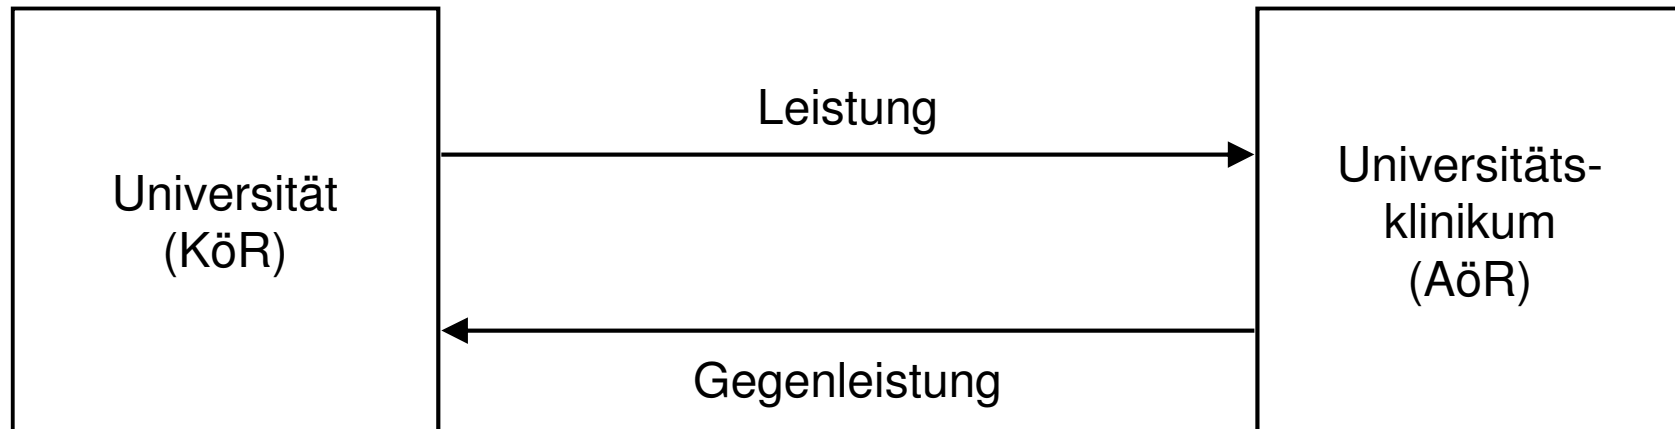 Universität
(KöR)
Leistung
Gegenleistung
Universitäts-
klinikum
(AöR)